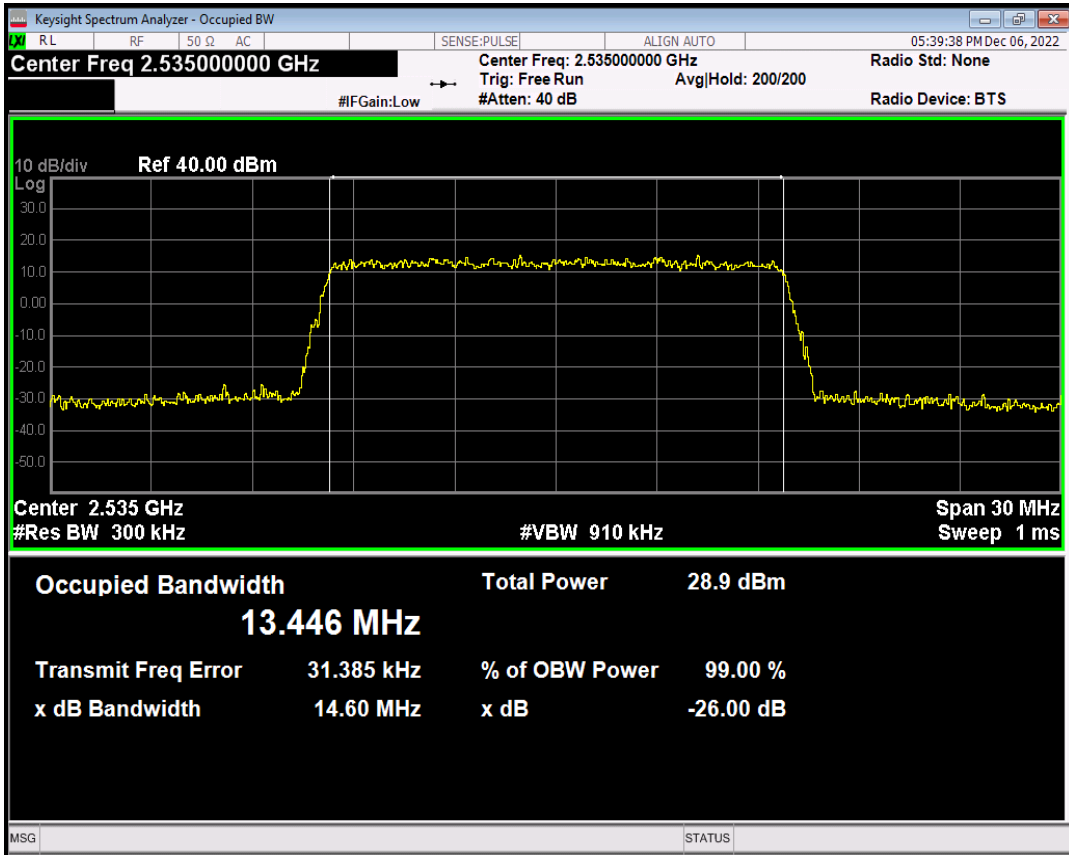 Keysight Spectrum Analyzer - Occupied BW
LXI RL RF 50 Ω AC SENSE:PULSE ALIGN AUTO 05:39:38 PM Dec 06, 2022
Center Freq 2.535000000 GHz
Center Freq: 2.535000000 GHz
Radio Std: None
Trig: Free Run Avg|Hold: 200/200
#IFGain:Low #Atten: 40 dB Radio Device: BTS
10 dB/div Ref 40.00 dBm
Log
30.0
20.0
10.0
0.00
-10.0
-20.0
-30.0
-40.0
-50.0
Center 2.535 GHz Span 30 MHz
#Res BW 300 kHz #VBW 910 kHz Sweep 1 ms
Occupied Bandwidth Total Power 28.9 dBm
13.446 MHz
Transmit Freq Error 31.385 kHz % of OBW Power 99.00 %
x dB Bandwidth 14.60 MHz x dB -26.00 dB
MSG STATUS